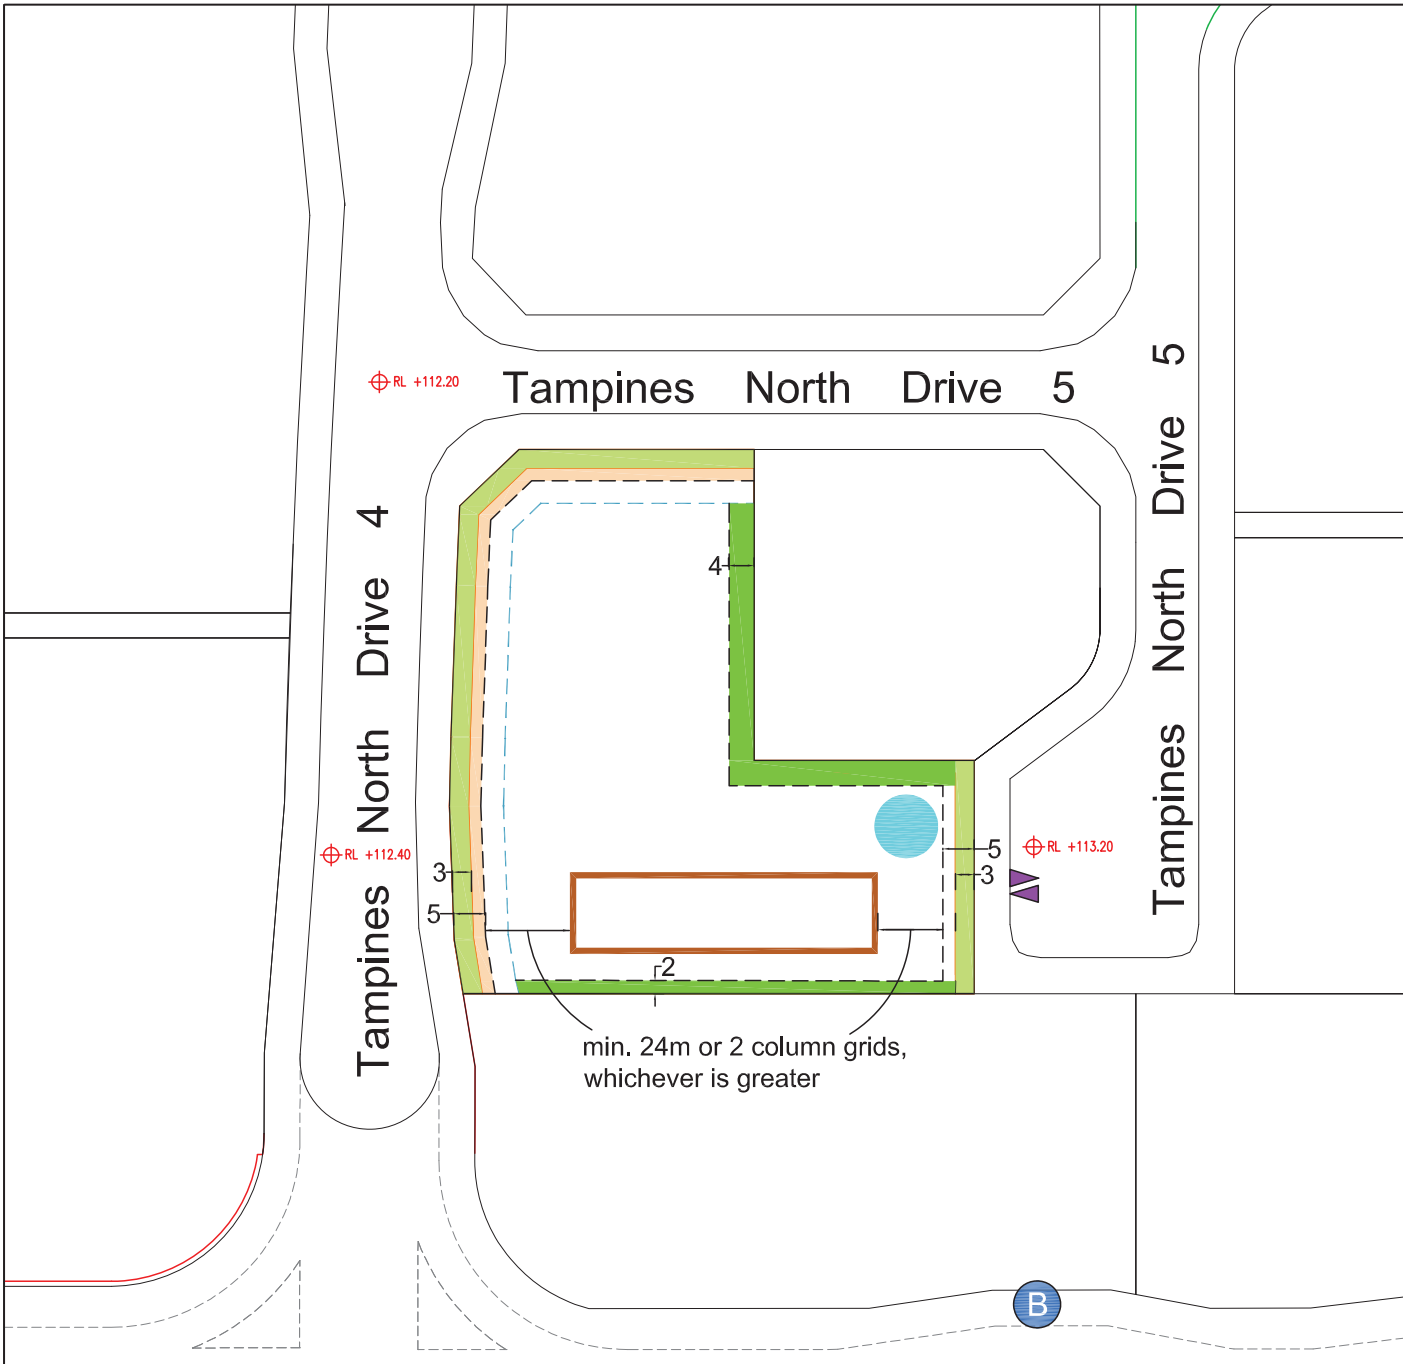 RL +112.20
Tampines North Drive 5
Tampines North Drive 5
Tampines North Drive 4
4
RL +112.40
3
5
5
3
RL +113.20
2
min. 24m or 2 column grids,
whichever is greater
B